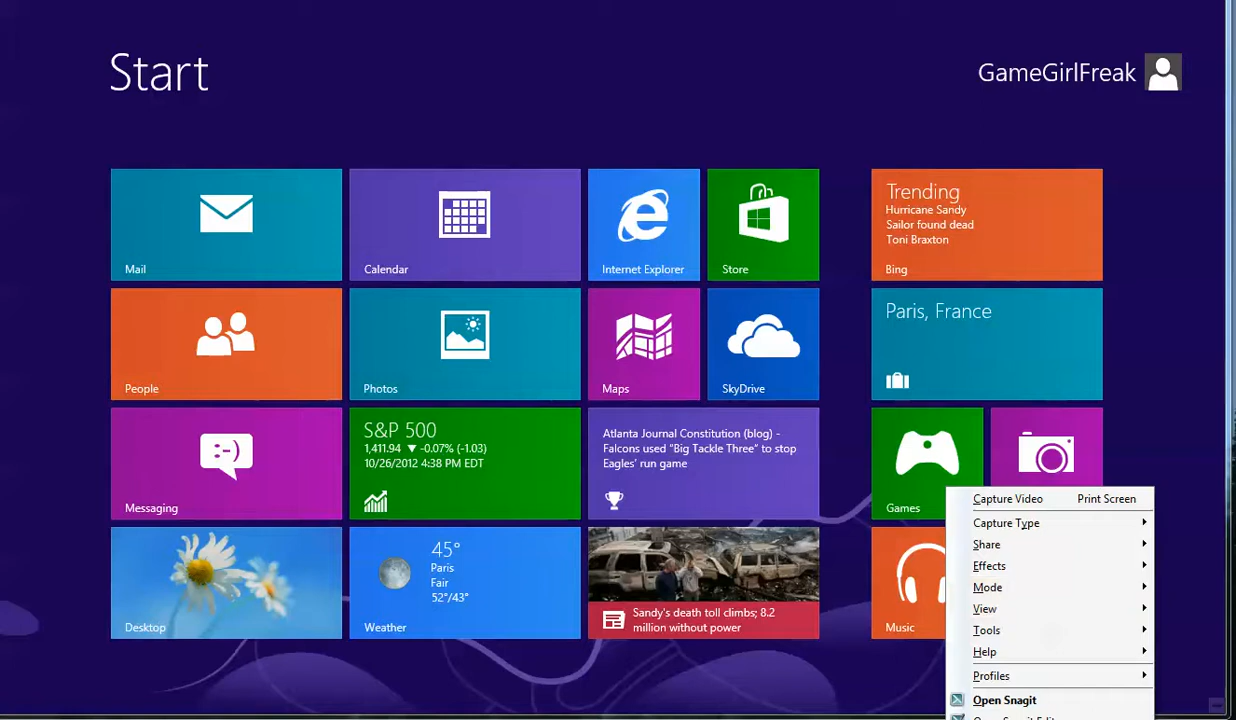 Start
GameGirlFreak
Mail
Calendar
Internet Explorer
Store
Trending
Hurricane Sandy
Sailor found dead
Toni Braxton
Bing
People
Photos
Maps
SkyDrive
Paris, France
Messaging
S&P 500
1,411.94 ▼ -0.07% (-1.03)
10/26/2012 4:38 PM EDT
Atlanta Journal Constitution (blog) -
Falcons used "Big Tackle Three" to stop
Eagles' run game
Games
Desktop
45°
Paris
Fair
52°/43°
Weather
Sandy's death toll climbs; 8.2
million without power
Music
Capture Video Print Screen
Capture Type
Share
Effects
Mode
View
Tools
Help
Profiles
Open Snagit
Open Snagit Edit